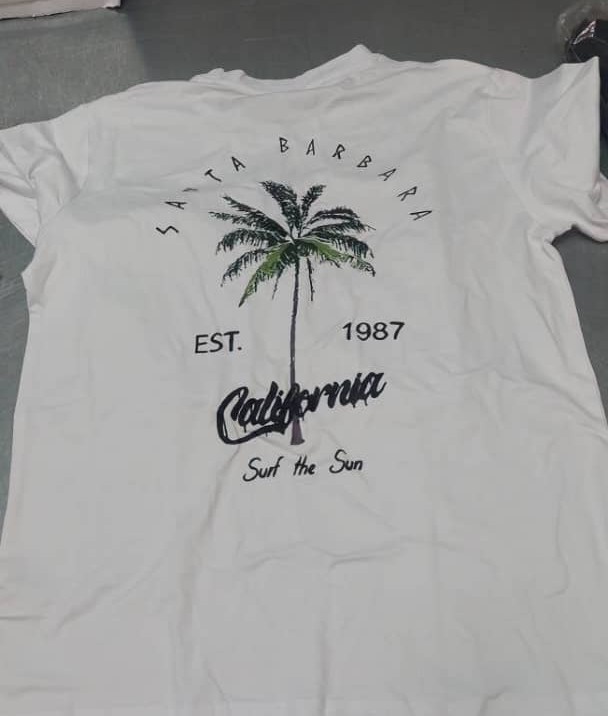 SANTA BARBARA
EST. 1987
California
Surf the Sun